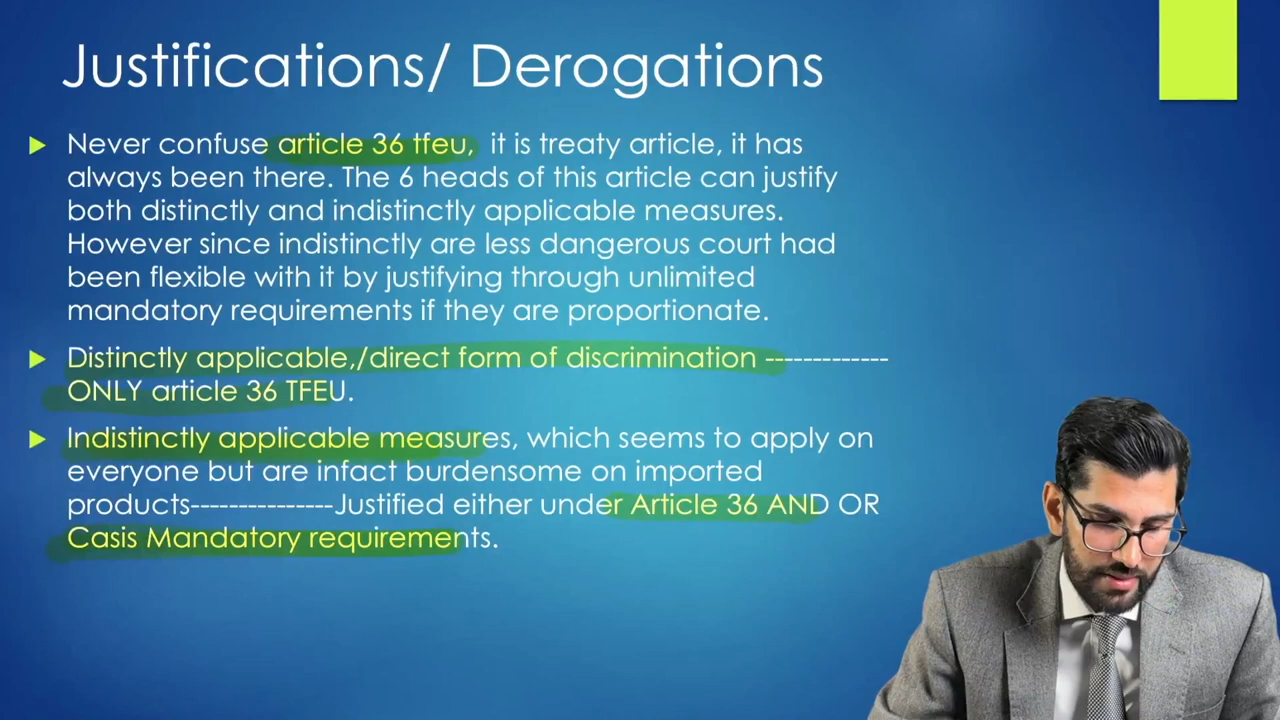 Justifications/ Derogations
Never confuse article 36 tfeu, it is treaty article, it has
always been there. The 6 heads of this article can justify
both distinctly and indistinctly applicable measures.
However since indistinctly are less dangerous court had
been flexible with it by justifying through unlimited
mandatory requirements if they are proportionate.
Distinctly applicable,/direct form of discrimination -------------
ONLY article 36 TFEU.
Indistinctly applicable measures, which seems to apply on
everyone but are infact burdensome on imported
products---------------Justified either under Article 36 AND OR
Casis Mandatory requirements.